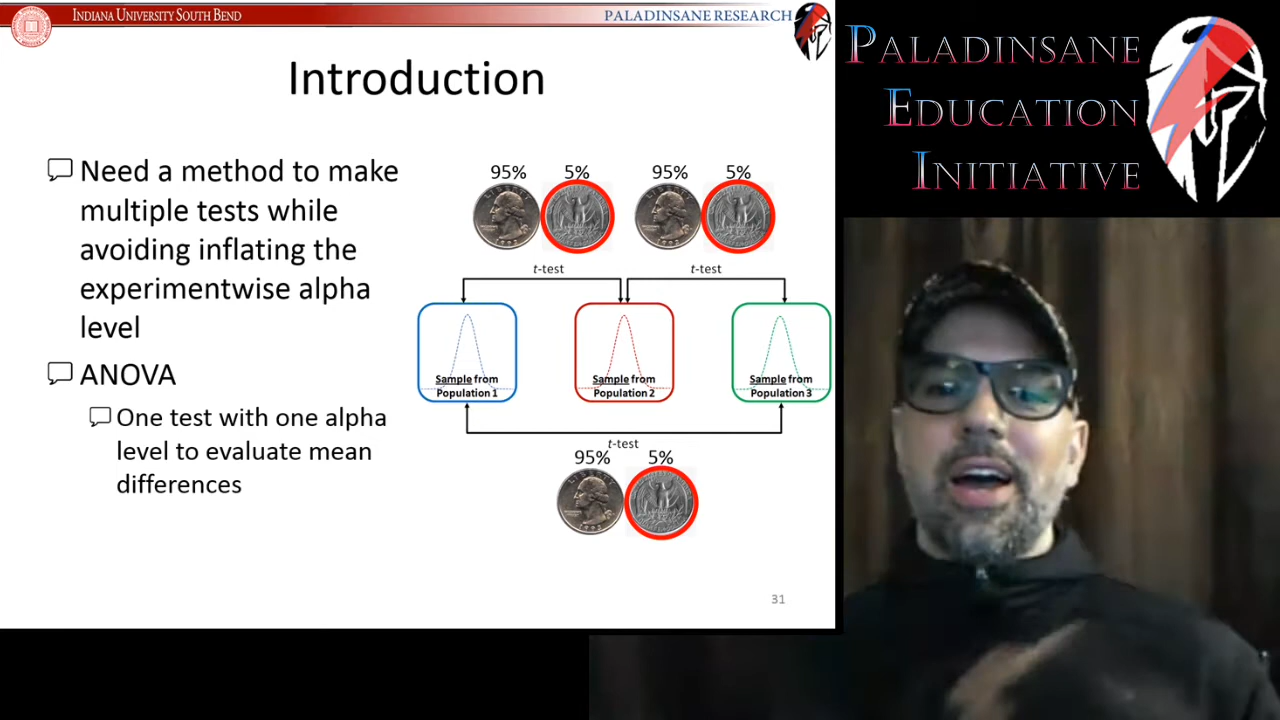 INDIANA UNIVERSITY SOUTH BEND
PALADINSANE RESEARCH
Introduction
Need a method to make
multiple tests while
avoiding inflating the
experimentwise alpha
level
ANOVA
One test with one alpha
level to evaluate mean
differences
95% 5% 95% 5%
t-test t-test
Sample from
Population 1
Sample from
Population 2
Sample from
Population 3
t-test
95% 5%
31
PALADINSANE
EDUCATION
INITIATIVE